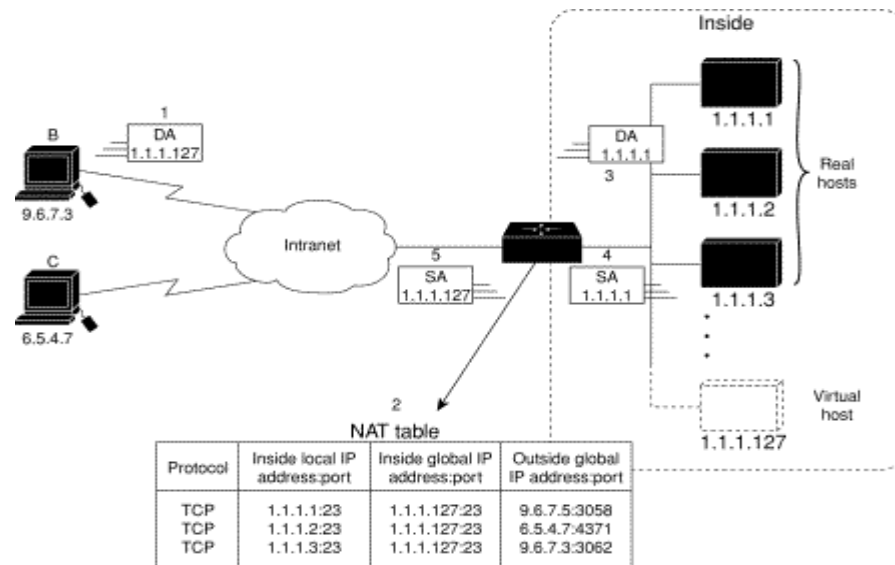 Inside
1
B
DA
1.1.1.127
9.6.7.3
DA
1.1.1.1
3
1.1.1.1
1.1.1.2
Real
hosts
Intranet
5
4
C
SA
1.1.1.127
SA
1.1.1.1
1.1.1.3
6.5.4.7
Virtual
host
1.1.1.127
2
NAT table
Protocol Inside local IP address:port Inside global IP address:port Outside global IP address:port
TCP 1.1.1.1:23 1.1.1.127:23 9.6.7.5:3058
TCP 1.1.1.2:23 1.1.1.127:23 6.5.4.7:4371
TCP 1.1.1.3:23 1.1.1.127:23 9.6.7.3:3062